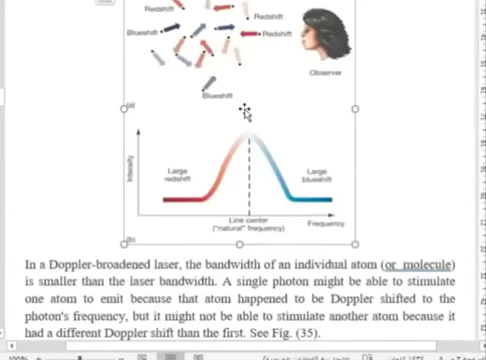 Redshift
Redshift
Blueshift
Redshift
Observer
Blueshift
(a)
Intensity
Large
redshift
Large
blueshift
Line center
("natural" frequency)
Frequency
(b)
In a Doppler-broadened laser, the bandwidth of an individual atom (or molecule)
is smaller than the laser bandwidth. A single photon might be able to stimulate
one atom to emit because that atom happened to be Doppler shifted to the
photon's frequency, but it might not be able to stimulate another atom because it
had a different Doppler shift than the first. See Fig. (35).